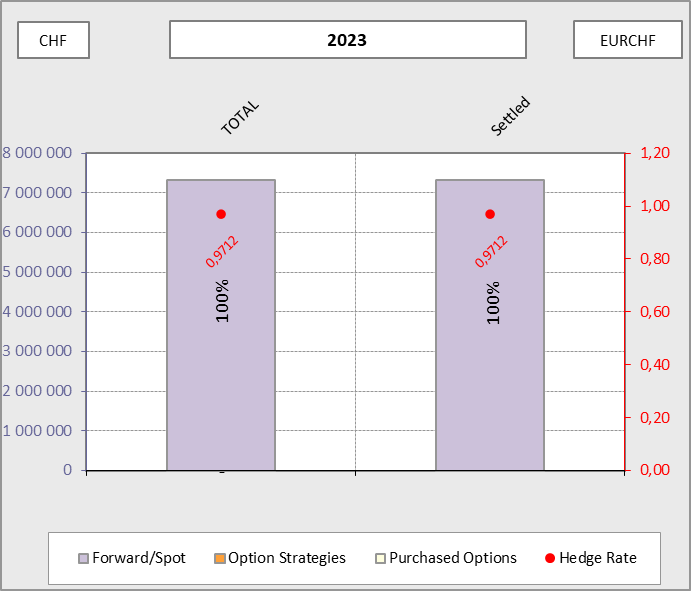 CHF
2023
EURCHF
TOTAL
Settled
8 000 000
7 000 000
6 000 000
5 000 000
4 000 000
3 000 000
2 000 000
1 000 000
0
1,20
1,00
0,80
0,60
0,40
0,20
0,00
0,9712
100%
0,9712
100%
-
Forward/Spot
Option Strategies
Purchased Options
Hedge Rate